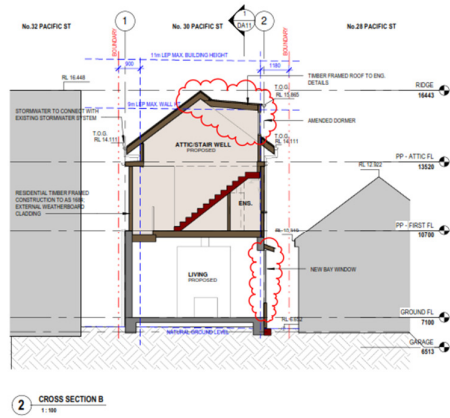 No.32 PACIFIC ST
No. 30 PACIFIC ST
No.28 PACIFIC ST
1
1
DA11
2
BOUNDARY
BOUNDARY
11m LEP MAX. BUILDING HEIGHT
900
1180
RL 16.448
9m LEP MAX. WALL HT
TIMBER FRAMED ROOF TO ENG. DETAILS
T.O.G.
RL 15.665
RIDGE
16443
STORMWATER TO CONNECT WITH
EXISTING STORMWATER SYSTEM
AMENDED DORMER
T.O.G.
RL 14.111
T.O.G.
RL 14.111
ATTIC/STAIR WELL
PROPOSED
PP - ATTIC FL
13520
RL 12.922
RESIDENTIAL TIMBER FRAMED
CONSTRUCTION TO AS 1684,
EXTERNAL WEATHERBOARD
CLADDING
ENS.
PP - FIRST FL
10700
LIVING
PROPOSED
NEW BAY WINDOW
GROUND FL
7100
NATURAL GROUND LEVEL
GARAGE
6513
2
CROSS SECTION B
1 : 100